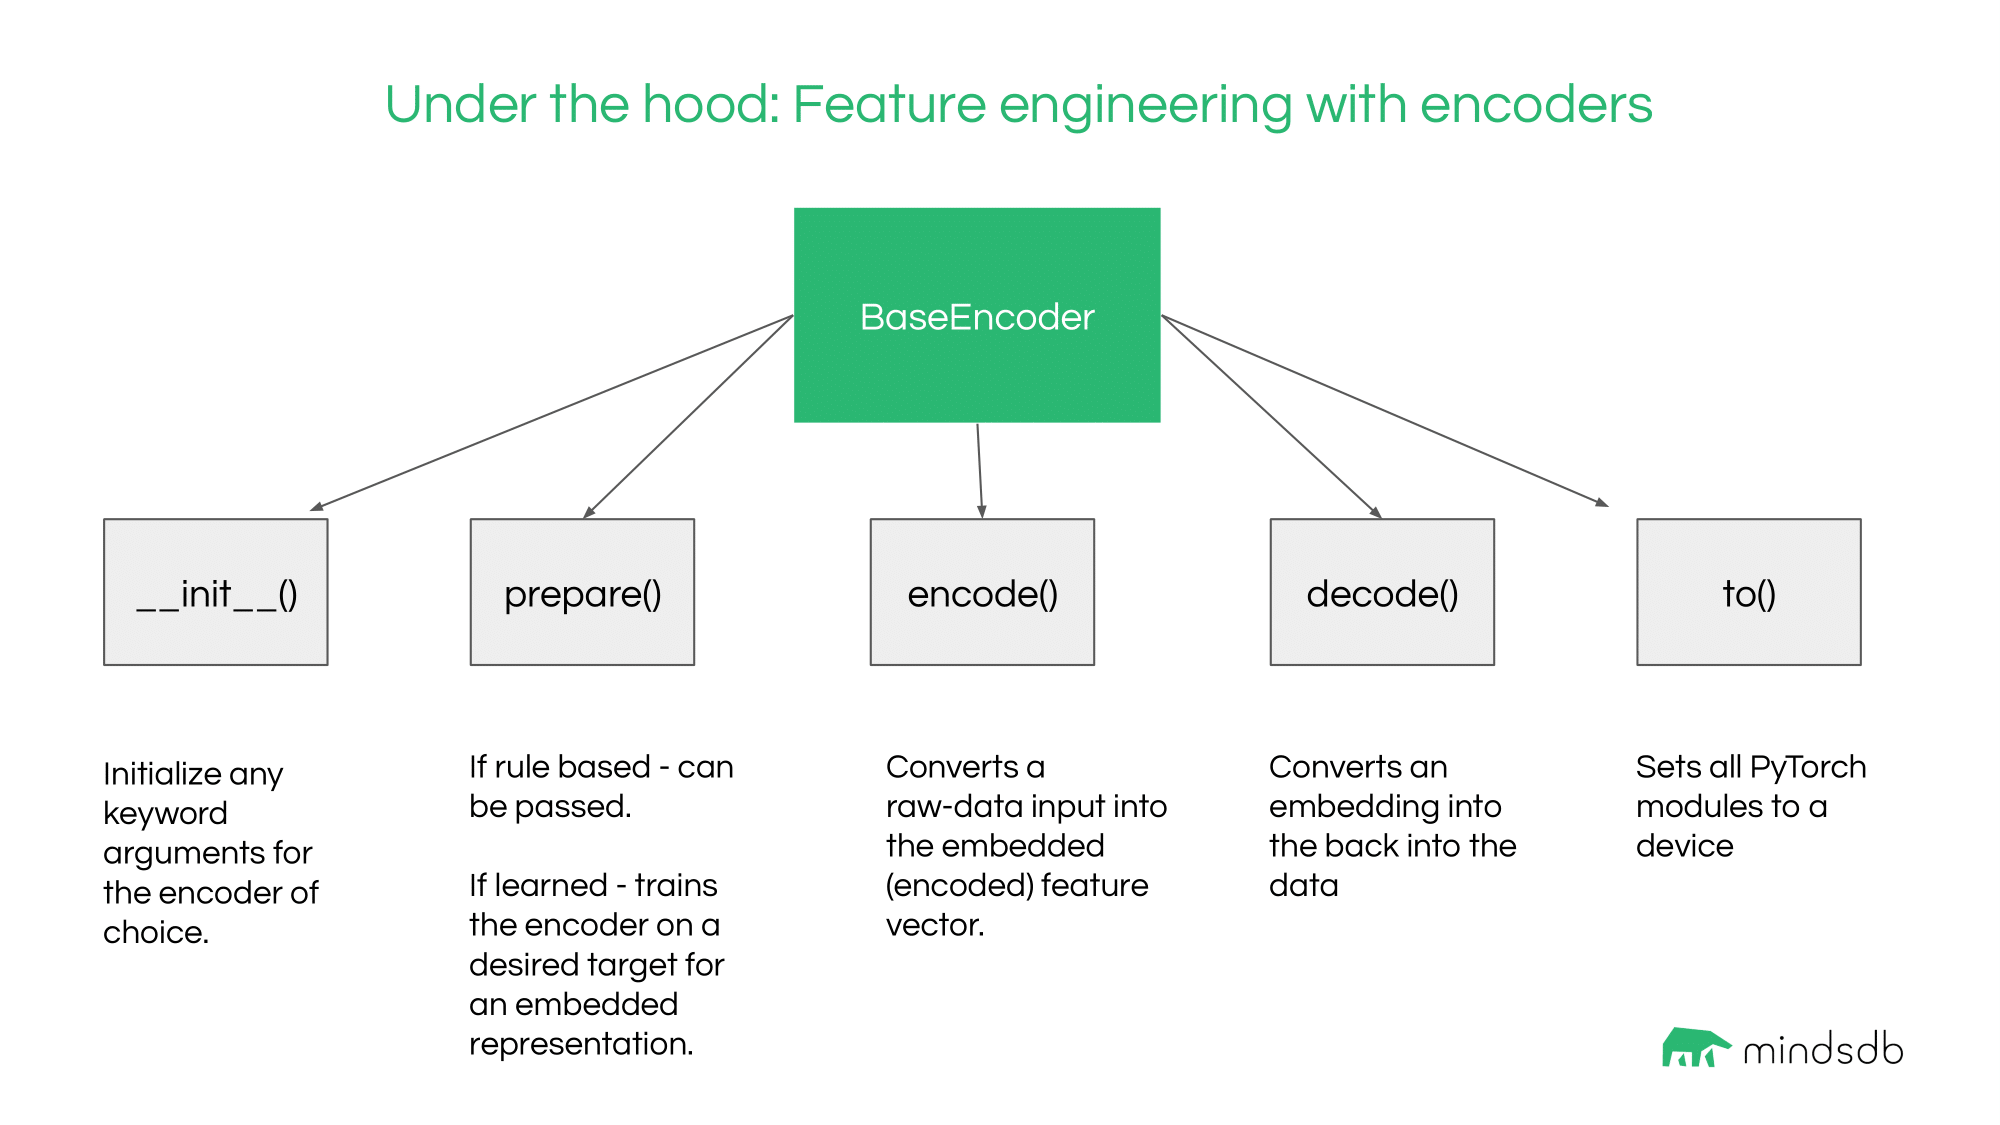 Under the hood: Feature engineering with encoders
BaseEncoder
__init__()
prepare()
encode()
decode()
to()
Initialize any
keyword
arguments for
the encoder of
choice.
If rule based - can
be passed.
If learned - trains
the encoder on a
desired target for
an embedded
representation.
Converts a
raw-data input into
the embedded
(encoded) feature
vector.
Converts an
embedding into
the back into the
data
Sets all PyTorch
modules to a
device
mindsdb